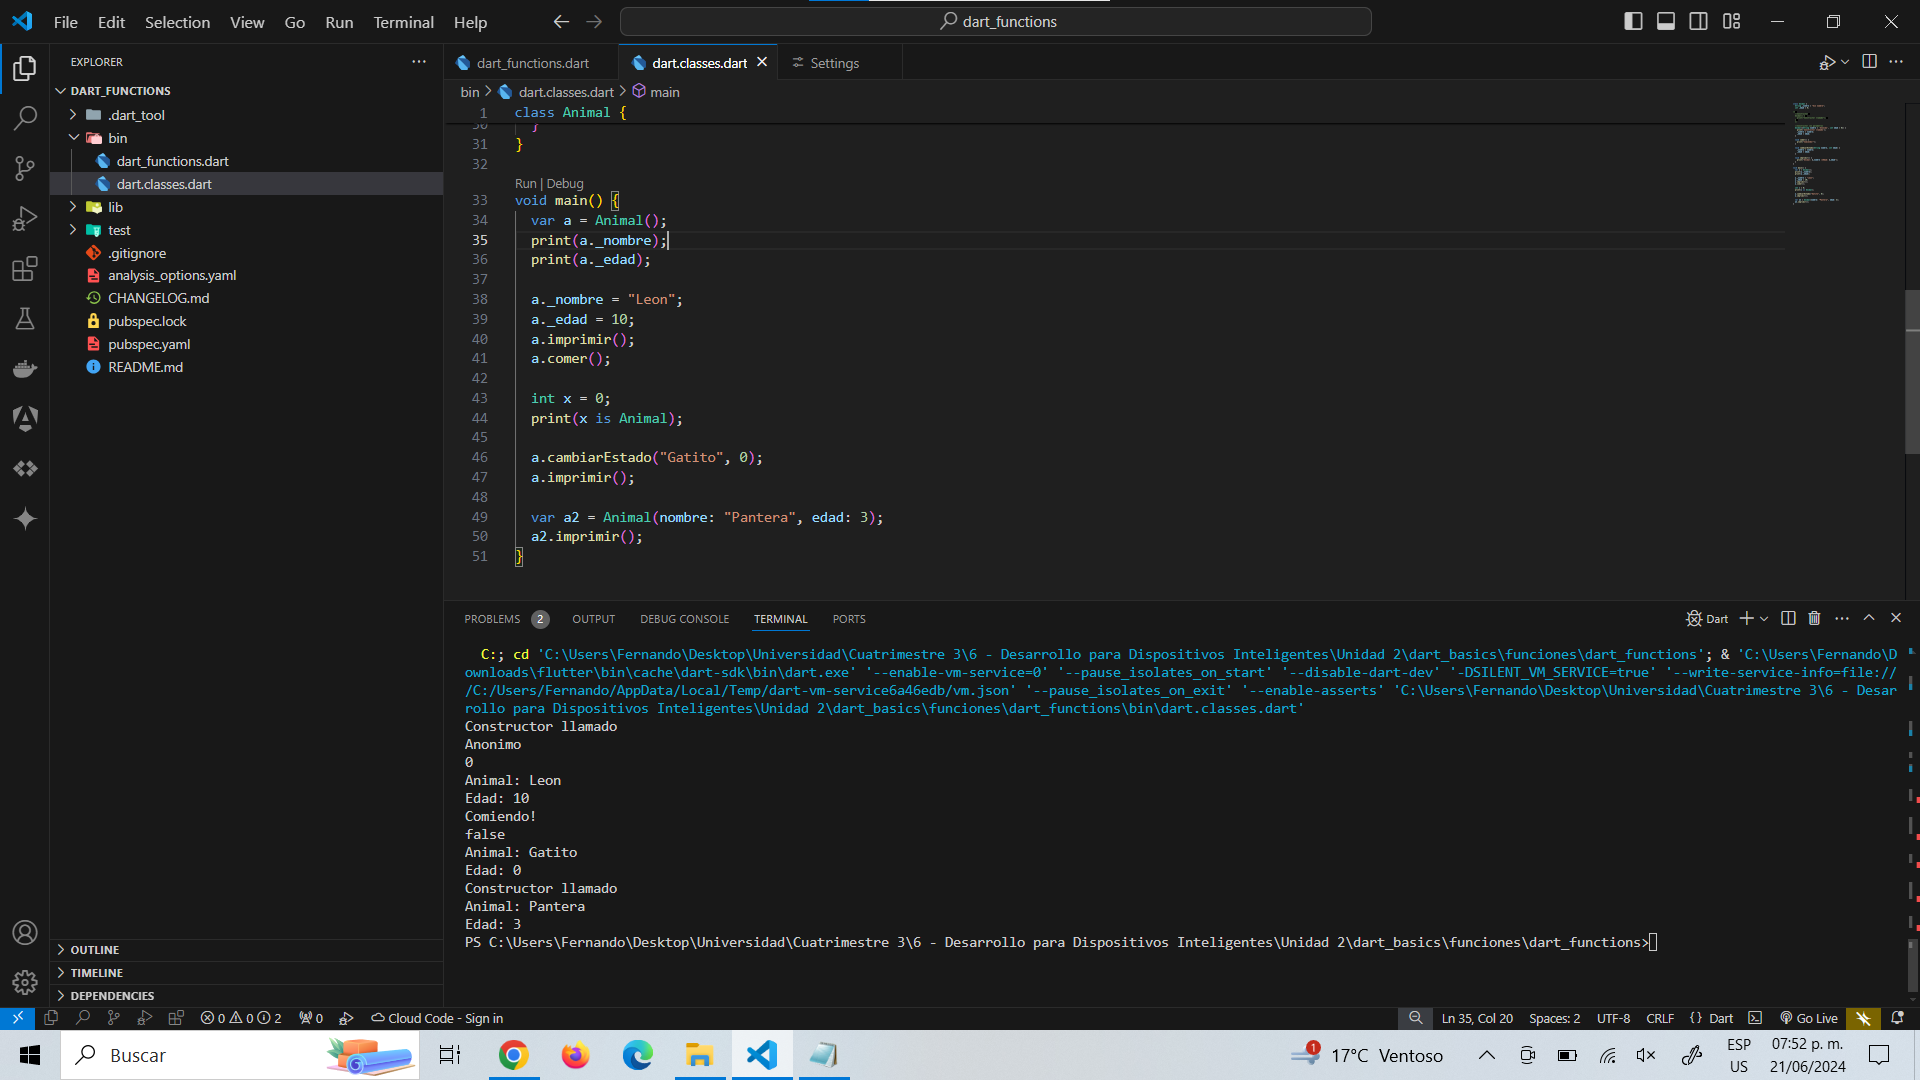 File Edit Selection View Go Run Terminal Help
dart_functions
EXPLORER
DART_FUNCTIONS
.dart_tool
bin
dart_functions.dart
dart.classes.dart
lib
test
.gitignore
analysis_options.yaml
CHANGELOG.md
pubspec.lock
pubspec.yaml
README.md
OUTLINE
TIMELINE
DEPENDENCIES
dart_functions.dart dart.classes.dart Settings
bin > dart.classes.dart > main
1 class Animal {
30 }
31 }
32
Run | Debug
33 void main() {
34 var a = Animal();
35 print(a._nombre);
36 print(a._edad);
37
38 a._nombre = "Leon";
39 a._edad = 10;
40 a.imprimir();
41 a.comer();
42
43 int x = 0;
44 print(x is Animal);
45
46 a.cambiarEstado("Gatito", 0);
47 a.imprimir();
48
49 var a2 = Animal(nombre: "Pantera", edad: 3);
50 a2.imprimir();
51 }
PROBLEMS 2 OUTPUT DEBUG CONSOLE TERMINAL PORTS
Dart
C:; cd 'C:\Users\Fernando\Desktop\Universidad\Cuatrimestre 3\6 - Desarrollo para Dispositivos Inteligentes\Unidad 2\dart_basics\funciones\dart_functions'; & 'C:\Users\Fernando\D
ownloads\flutter\bin\cache\dart-sdk\bin\dart.exe' '--enable-vm-service=0' '--pause_isolates_on_start' '--disable-dart-dev' '-DSILENT_VM_SERVICE=true' '--write-service-info=file://
/C:/Users/Fernando/AppData/Local/Temp/dart-vm-service6a46edb/vm.json' '--pause_isolates_on_exit' '--enable-asserts' 'C:\Users\Fernando\Desktop\Universidad\Cuatrimestre 3\6 - Desar
rollo para Dispositivos Inteligentes\Unidad 2\dart_basics\funciones\dart_functions\bin\dart.classes.dart'
Constructor llamado
Anonimo
0
Animal: Leon
Edad: 10
Comiendo!
false
Animal: Gatito
Edad: 0
Constructor llamado
Animal: Pantera
Edad: 3
PS C:\Users\Fernando\Desktop\Universidad\Cuatrimestre 3\6 - Desarrollo para Dispositivos Inteligentes\Unidad 2\dart_basics\funciones\dart_functions>
0 0 2 0 Cloud Code - Sign in
Ln 35, Col 20 Spaces: 2 UTF-8 CRLF {} Dart Go Live
Buscar
1 17°C Ventoso
ESP
US
07:52 p. m.
21/06/2024